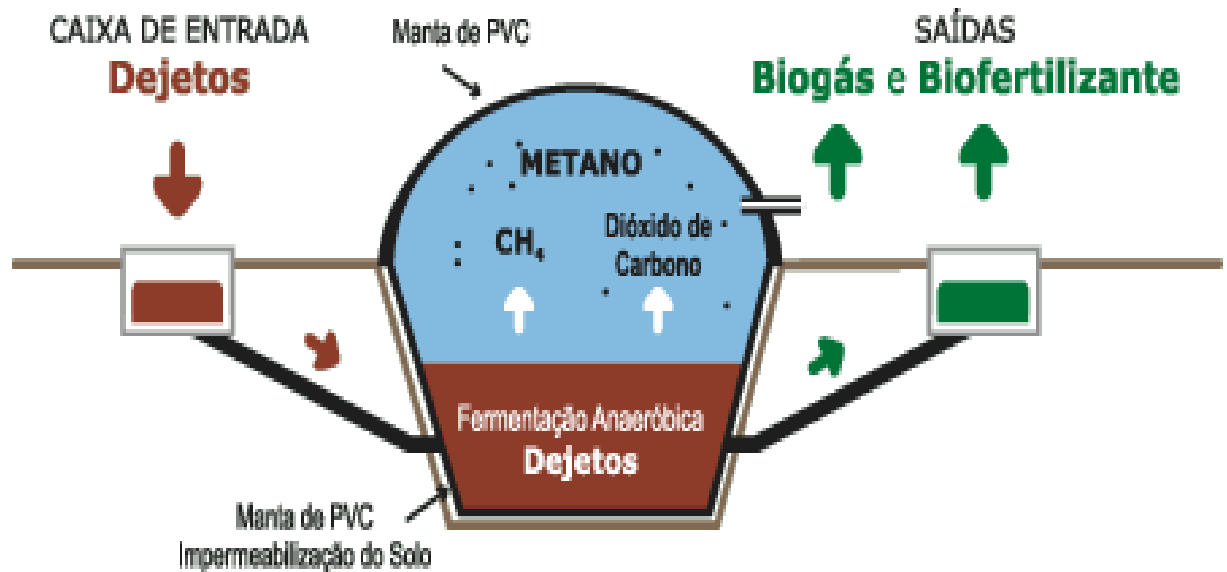 CAIXA DE ENTRADA
Dejetos
Manta de PVC
SAÍDAS
Biogás e Biofertilizante
METANO
CH₄
Dióxido de
Carbono
Fermentação Anaeróbica
Dejetos
Manta de PVC
Impermeabilização do Solo